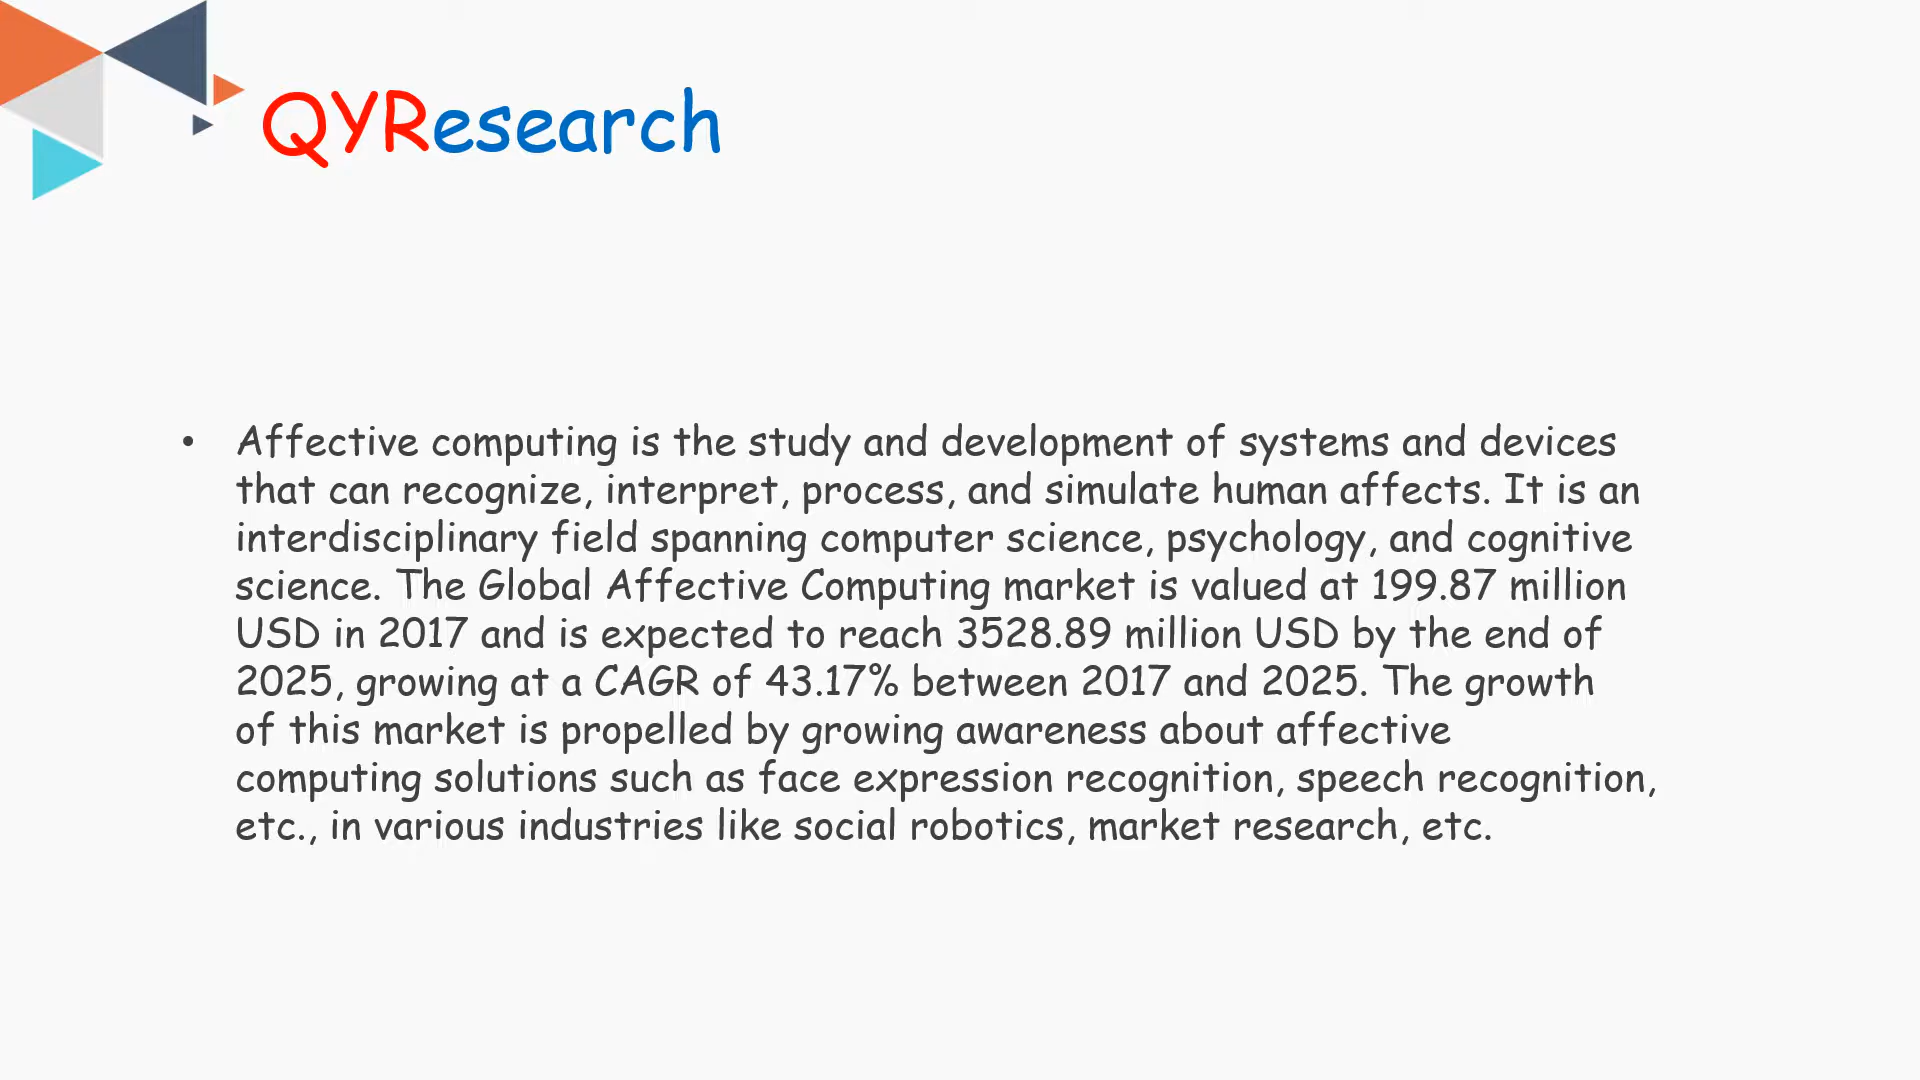 QYResearch
• Affective computing is the study and development of systems and devices
that can recognize, interpret, process, and simulate human affects. It is an
interdisciplinary field spanning computer science, psychology, and cognitive
science. The Global Affective Computing market is valued at 199.87 million
USD in 2017 and is expected to reach 3528.89 million USD by the end of
2025, growing at a CAGR of 43.17% between 2017 and 2025. The growth
of this market is propelled by growing awareness about affective
computing solutions such as face expression recognition, speech recognition,
etc., in various industries like social robotics, market research, etc.